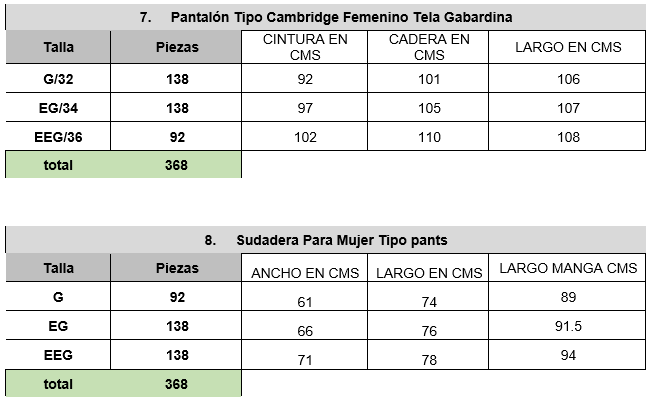 7. Pantalón Tipo Cambridge Femenino Tela Gabardina
Talla Piezas CINTURA EN CMS CADERA EN CMS LARGO EN CMS
G/32 138 92 101 106
EG/34 138 97 105 107
EEG/36 92 102 110 108
total 368
8. Sudadera Para Mujer Tipo pants
Talla Piezas ANCHO EN CMS LARGO EN CMS LARGO MANGA CMS
G 92 61 74 89
EG 138 66 76 91.5
EEG 138 71 78 94
total 368